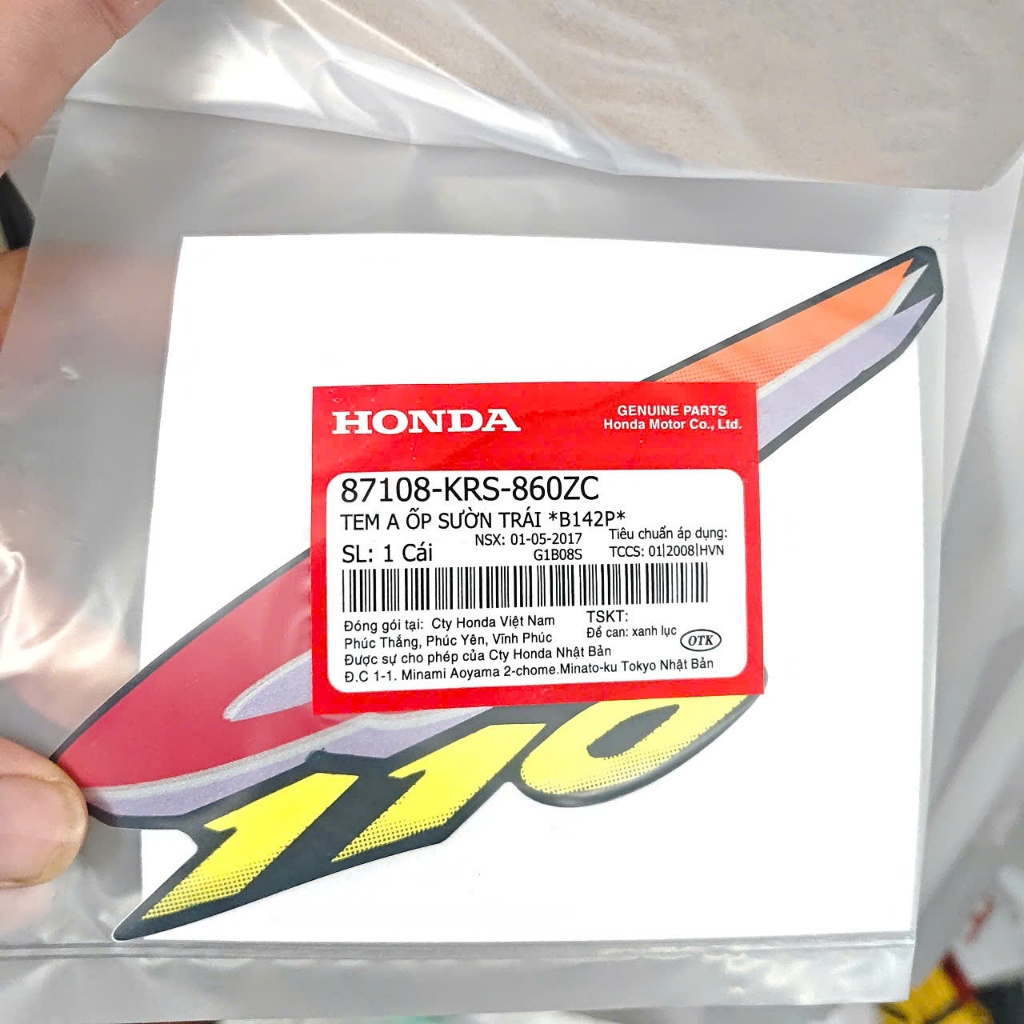 HONDA
GENUINE PARTS
Honda Motor Co., Ltd.
87108-KRS-860ZC
TEM A ỐP SƯỜN TRÁI *B142P*
NSX: 01-05-2017
Tiêu chuẩn áp dụng:
SL: 1 Cái
G1B08S
TCCS: 01|2008|HVN
Đóng gói tại: Cty Honda Việt Nam
TSKT:
Phúc Thắng, Phúc Yên, Vĩnh Phúc
Đế can: xanh lục
OTK
Được sự cho phép của Cty Honda Nhật Bản
Đ.C 1-1. Minami Aoyama 2-chome.Minato-ku Tokyo Nhật Bản
110